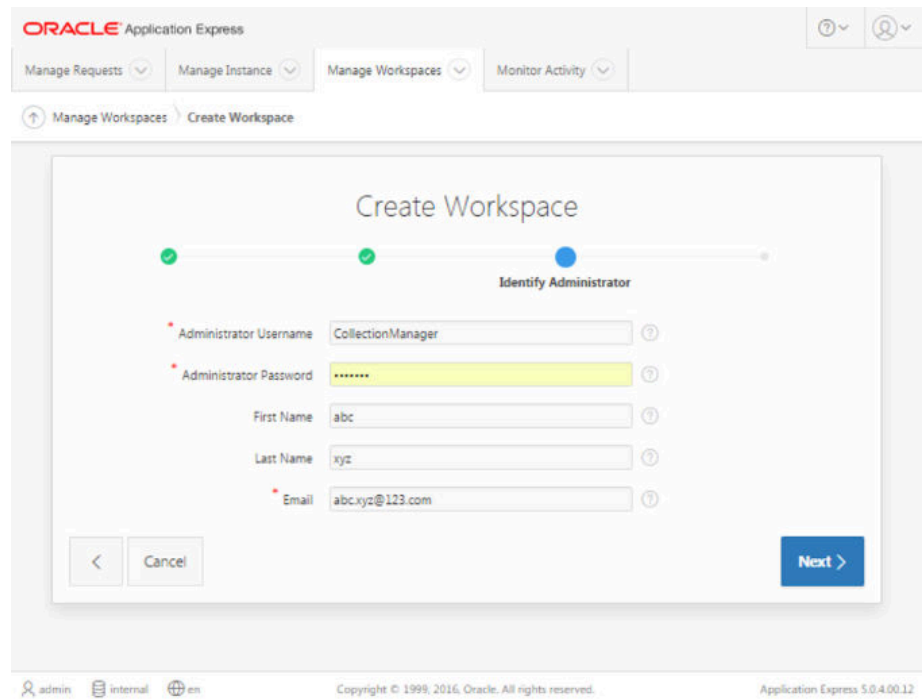 ORACLE Application Express
Manage Requests Manage Instance Manage Workspaces Monitor Activity
Manage Workspaces Create Workspace
Create Workspace
Identify Administrator
* Administrator Username CollectionManager
* Administrator Password •••••••
First Name abc
Last Name xyz
* Email abc.xyz@123.com
< Cancel Next >
admin internal en Copyright © 1999, 2016, Oracle. All rights reserved. Application Express 5.0.4.00.12